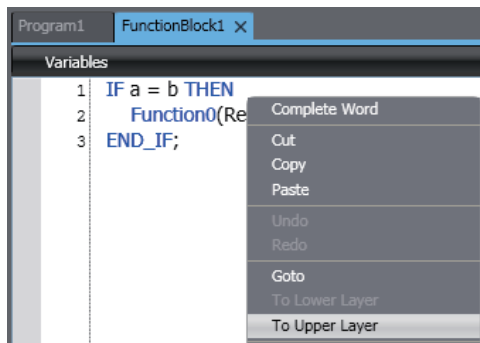 Program1 FunctionBlock1 ×
Variables
1 IF a = b THEN
2 Function0(Re
3 END_IF;
Complete Word
Cut
Copy
Paste
Undo
Redo
Goto
To Lower Layer
To Upper Layer